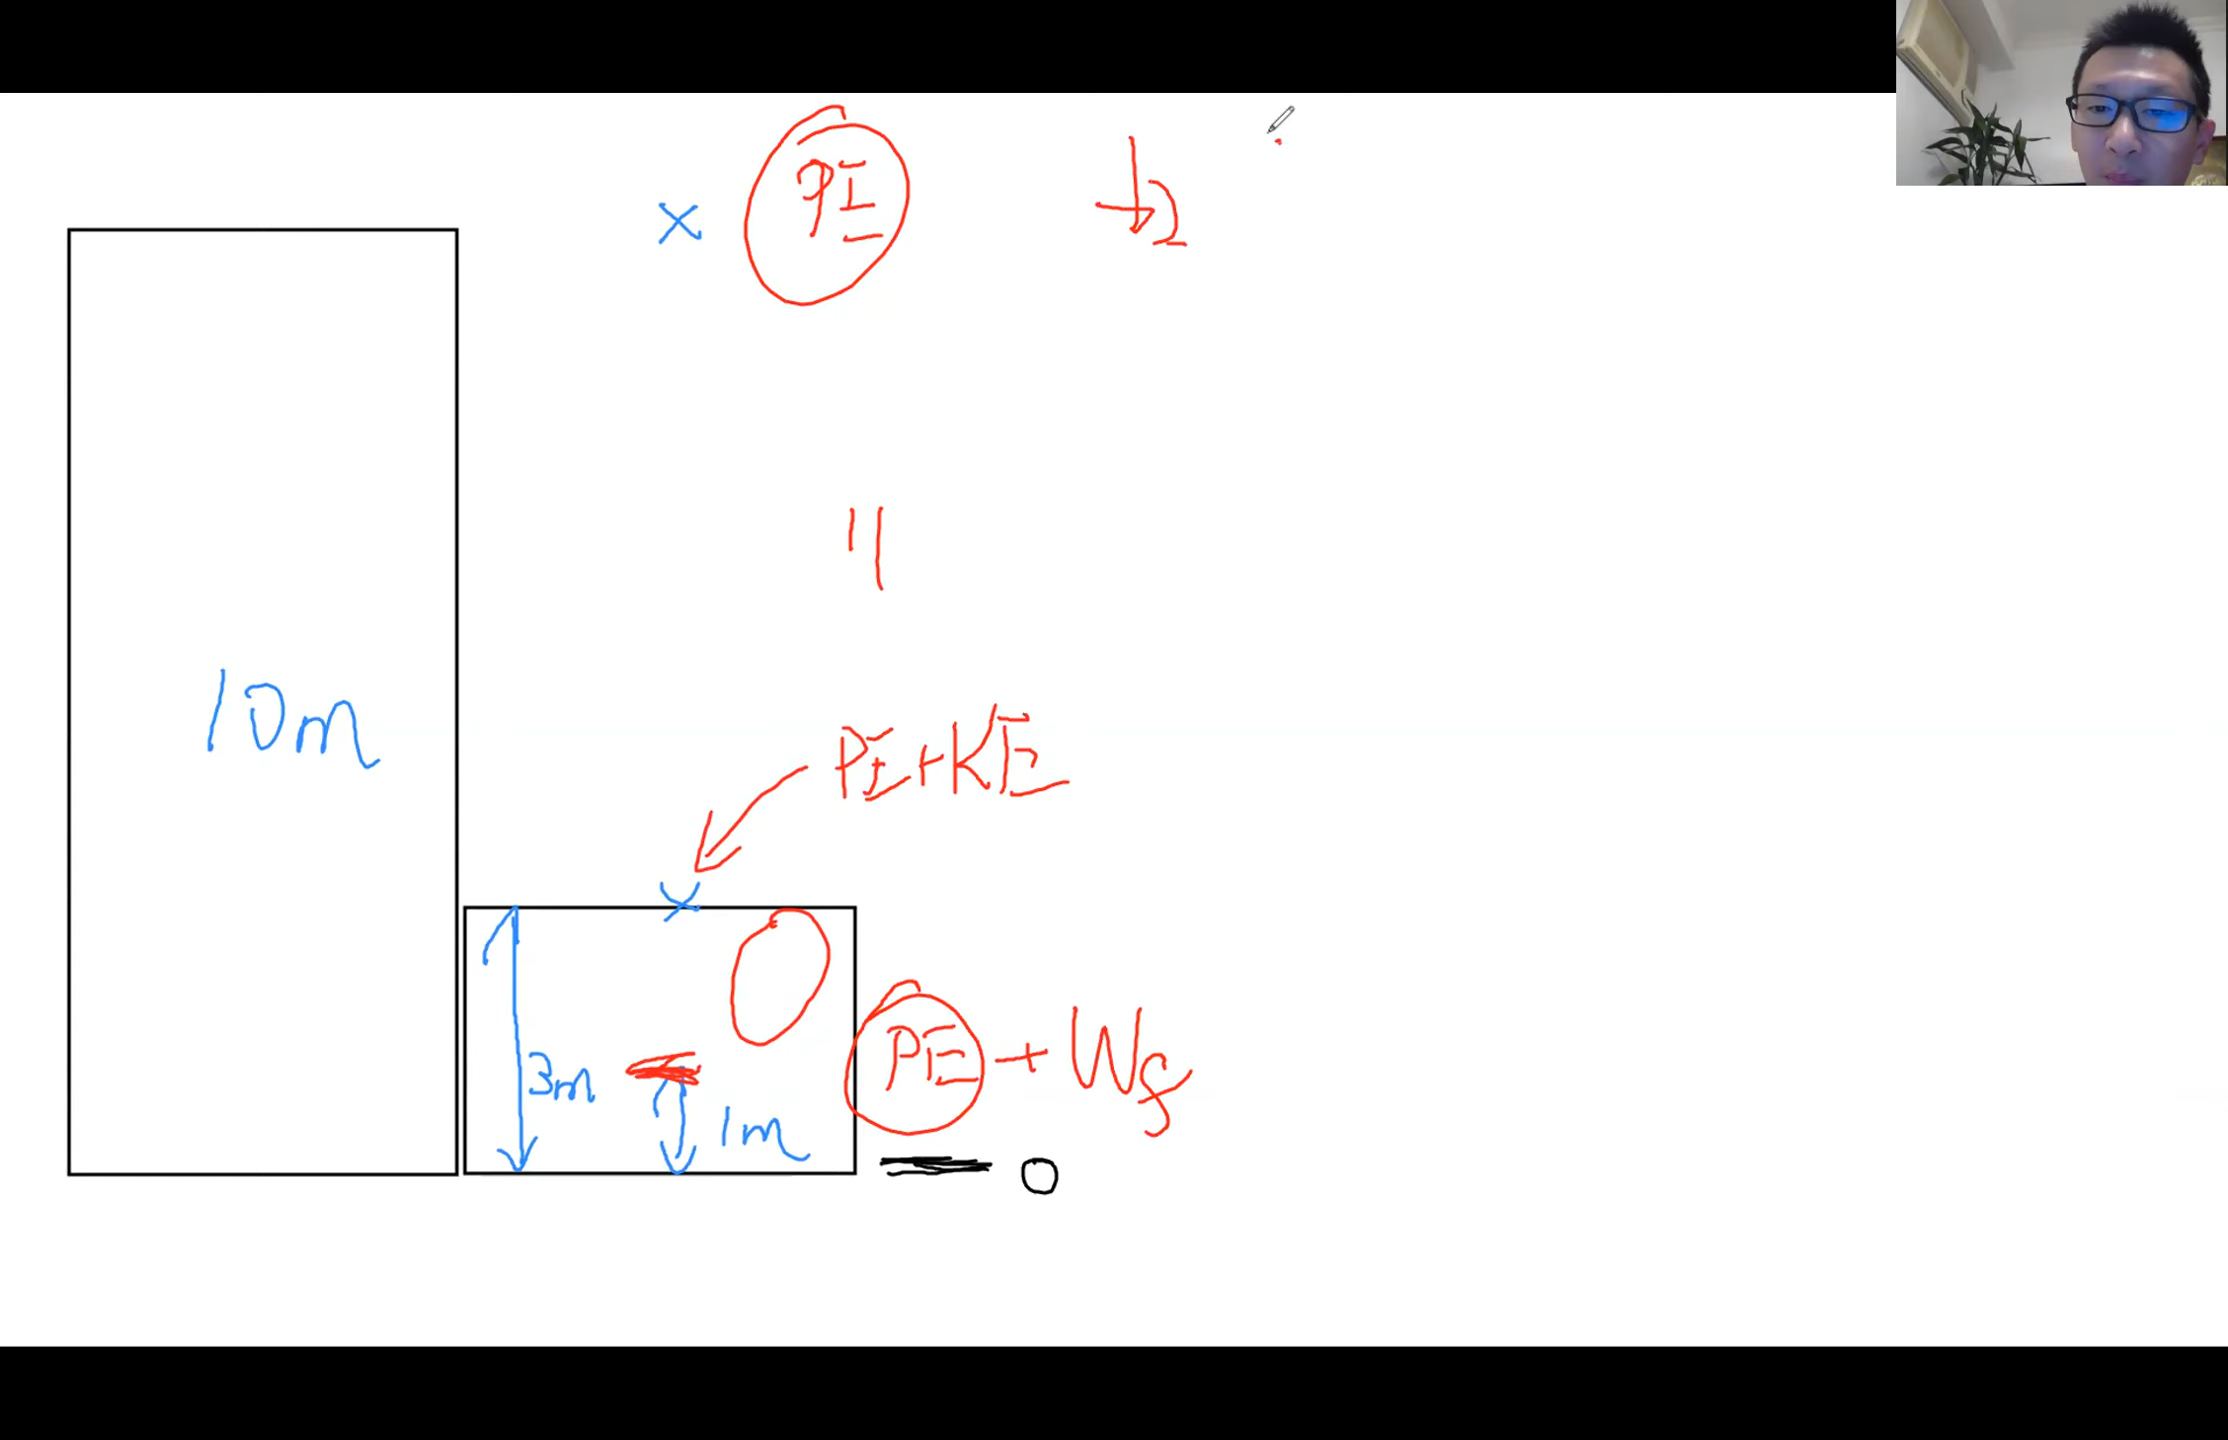 × PE
=
10m
PE+KE
×
3m
1m
PE + Wf
0